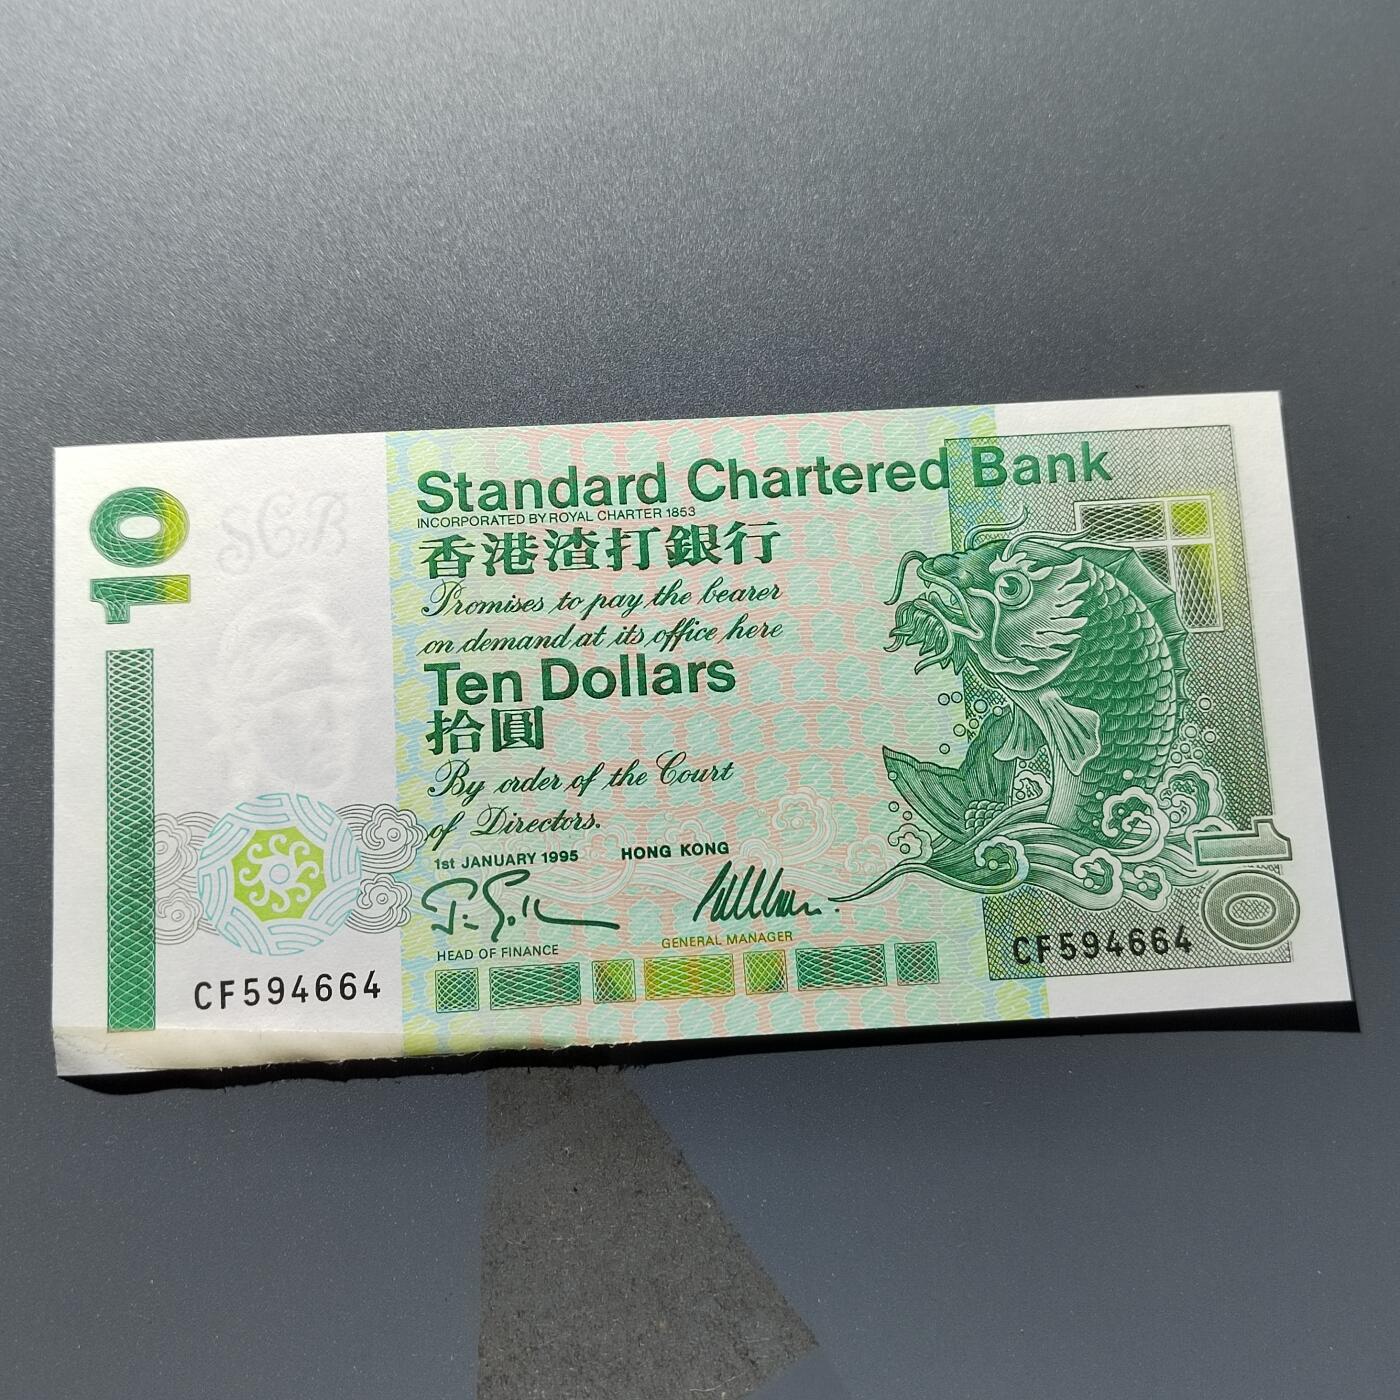 10
SCB
Standard Chartered Bank
INCORPORATED BY ROYAL CHARTER 1853
香港渣打銀行
Promises to pay the bearer
on demand at its office here
Ten Dollars
拾圓
By order of the Court
of Directors.
1st JANUARY 1995 HONG KONG
HEAD OF FINANCE GENERAL MANAGER
CF594664
CF594664
10